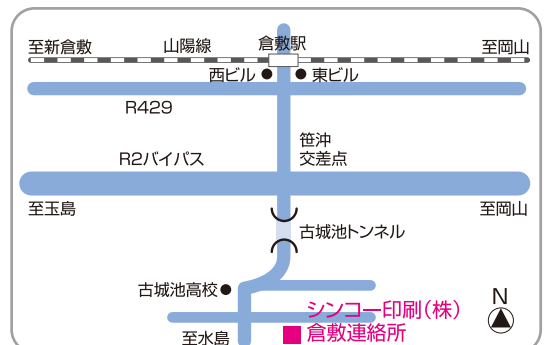 至新倉敷
山陽線
倉敷駅
至岡山
西ビル
東ビル
R429
笹沖
交差点
R2バイパス
至玉島
至岡山
古城池トンネル
古城池高校
N
シンコー印刷(株)
倉敷連絡所
至水島